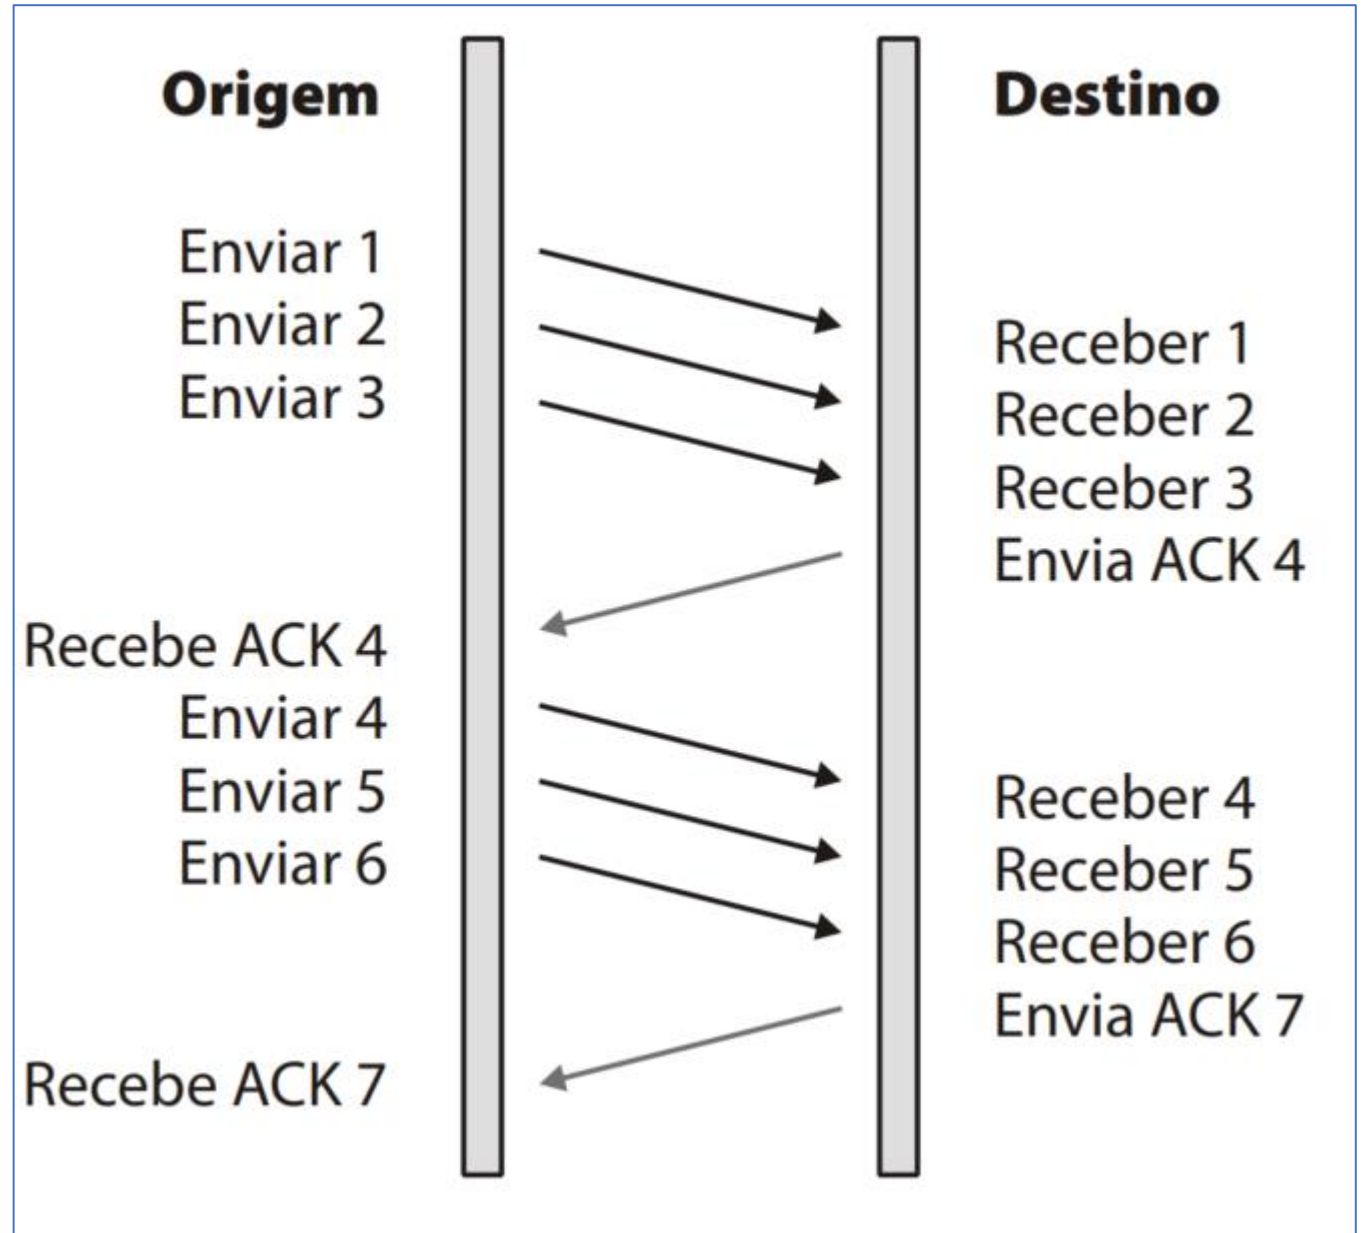 Origem
Destino
Enviar 1
Enviar 2
Enviar 3
Receber 1
Receber 2
Receber 3
Envia ACK 4
Recebe ACK 4
Enviar 4
Enviar 5
Enviar 6
Receber 4
Receber 5
Receber 6
Envia ACK 7
Recebe ACK 7